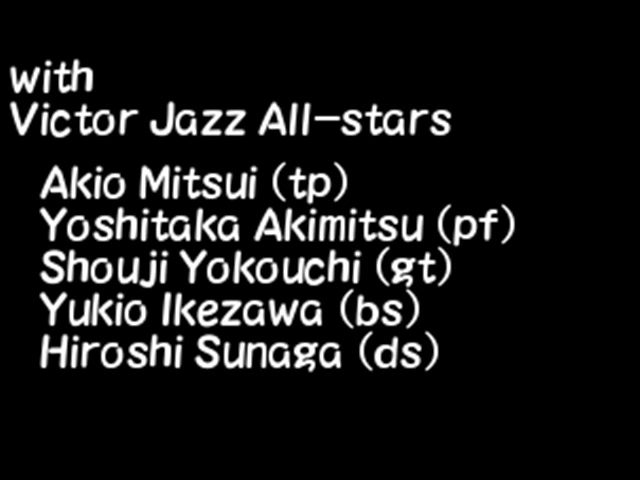 with
Victor Jazz All-stars
Akio Mitsui (tp)
Yoshitaka Akimitsu (pf)
Shouji Yokouchi (gt)
Yukio Ikezawa (bs)
Hiroshi Sunaga (ds)